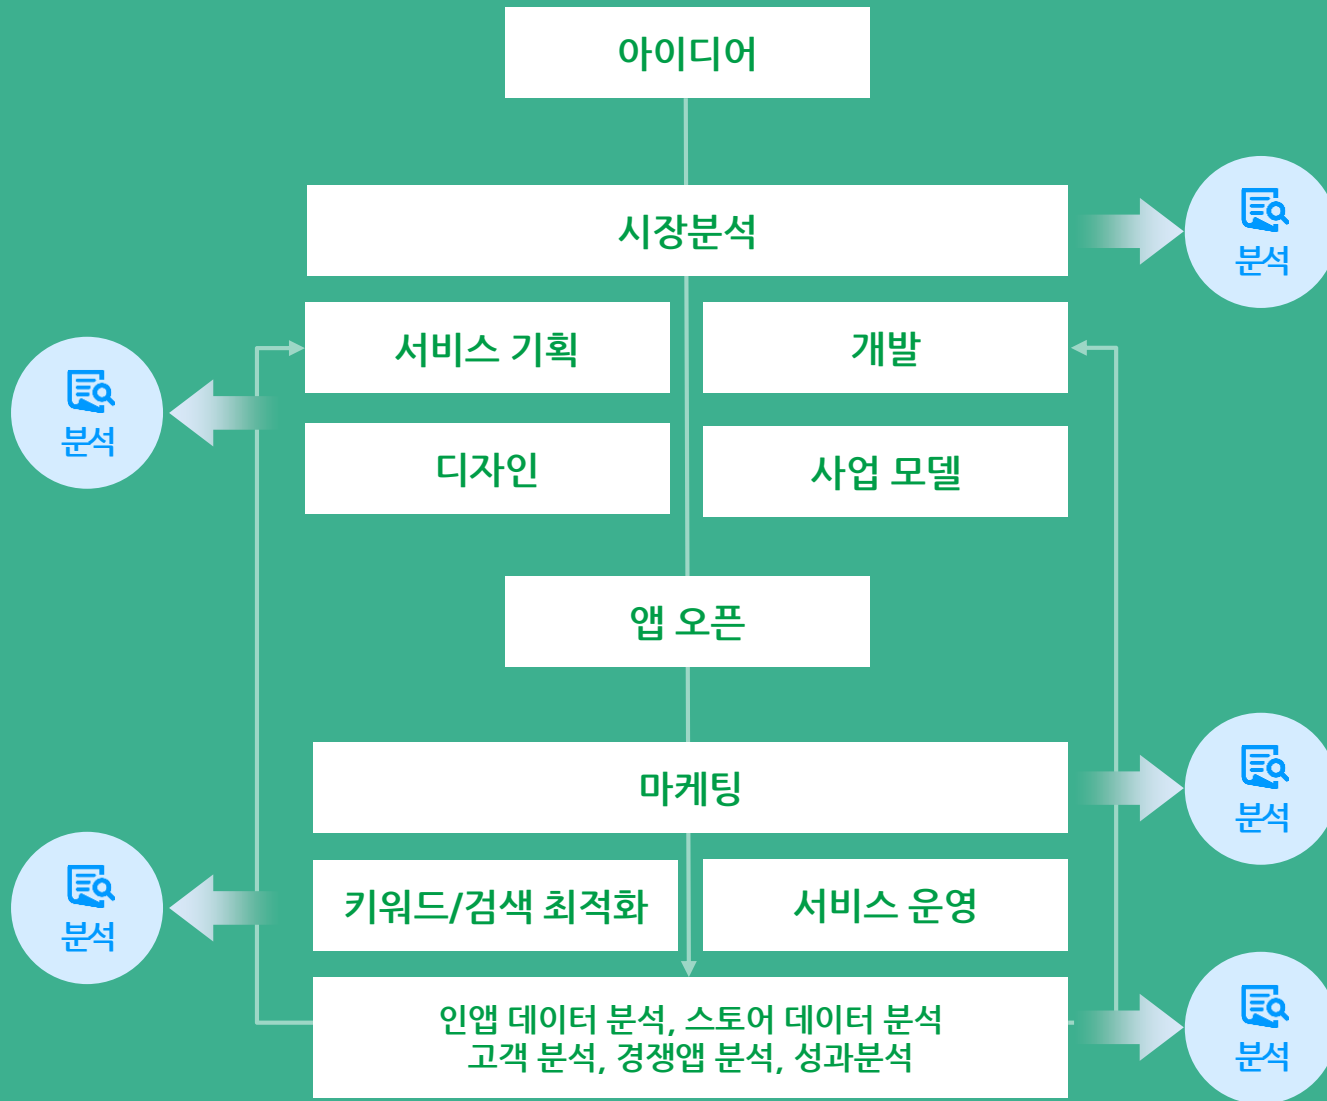 아이디어
시장분석
분석
서비스 기획
개발
분석
디자인
사업 모델
앱 오픈
마케팅
분석
키워드/검색 최적화
서비스 운영
분석
인앱 데이터 분석, 스토어 데이터 분석
고객 분석, 경쟁앱 분석, 성과분석
분석